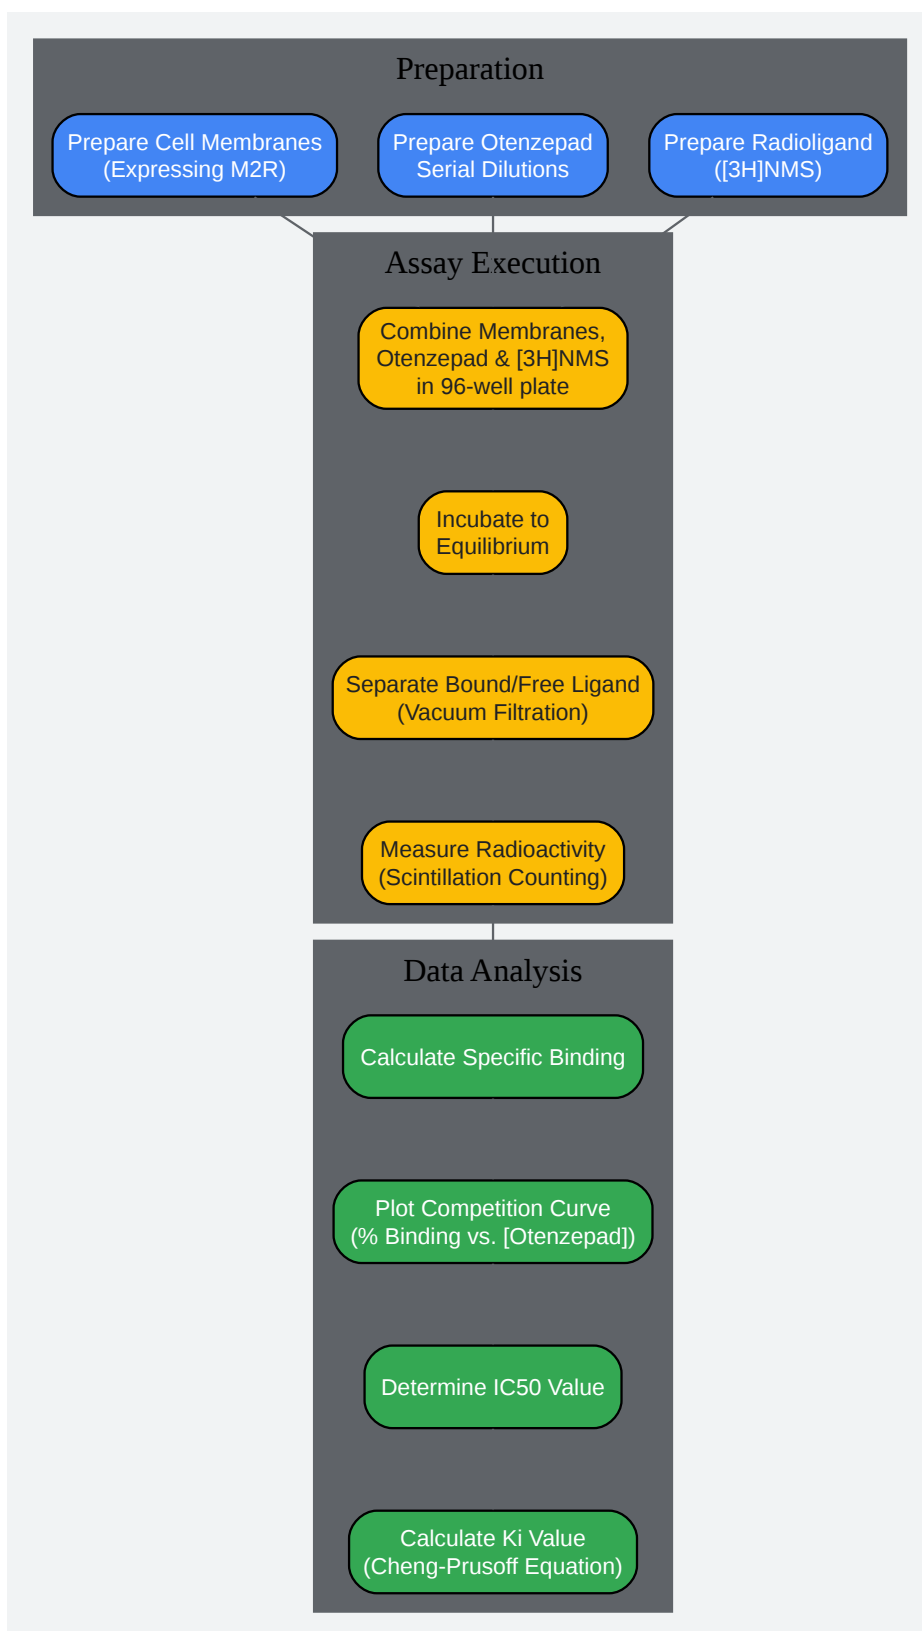 Preparation
Prepare Cell Membranes
(Expressing M2R)
Prepare Otenzepad
Serial Dilutions
Prepare Radioligand
([3H]NMS)
Assay Execution
Combine Membranes,
Otenzepad & [3H]NMS
in 96-well plate
Incubate to
Equilibrium
Separate Bound/Free Ligand
(Vacuum Filtration)
Measure Radioactivity
(Scintillation Counting)
Data Analysis
Calculate Specific Binding
Plot Competition Curve
(% Binding vs. [Otenzepad])
Determine IC50 Value
Calculate Ki Value
(Cheng-Prusoff Equation)